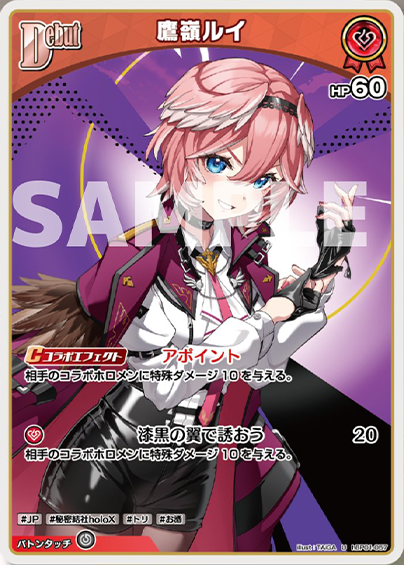 Debut
鷹嶺ルイ
HP60
SAMPLE
コラボエフェクト アポイント
相手のコラボホロメンに特殊ダメージ10を与える。
漆黒の翼で誘おう 20
相手のコラボホロメンに特殊ダメージ10を与える。
#JP #秘密結社holoX #トリ #お酒
バトンタッチ
illust：TAIGA U hBP01-057